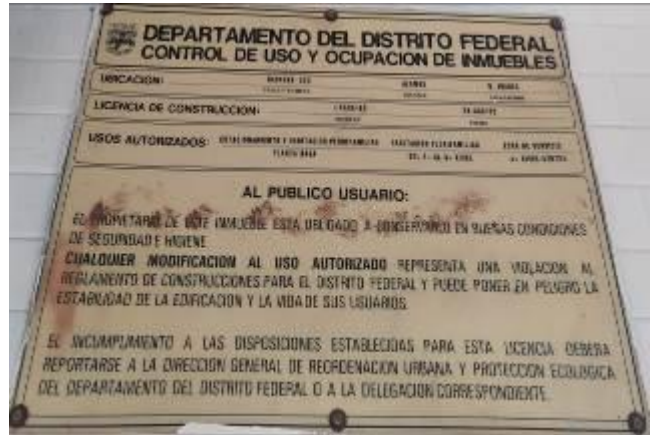 DEPARTAMENTO DEL DISTRITO FEDERAL
CONTROL DE USO Y OCUPACION DE INMUEBLES
UBICACION:
LICENCIA DE CONSTRUCCION:
USOS AUTORIZADOS:
PLANTA BAJA
AL PUBLICO USUARIO:
EL PROPIETARIO DE ESTE INMUEBLE ESTA OBLIGADO A CONSERVARLO EN BUENAS CONDICIONES
DE SEGURIDAD E HIGIENE
CUALQUIER MODIFICACION AL USO AUTORIZADO REPRESENTA UNA VIOLACION AL
REGLAMENTO DE CONSTRUCCIONES PARA EL DISTRITO FEDERAL Y PUEDE PONER EN PELIGRO LA
ESTABILIDAD DE LA EDIFICACION Y LA VIDA DE SUS USUARIOS.
EL INCUMPLIMIENTO A LAS DISPOSICIONES ESTABLECIDAS PARA ESTA LICENCIA DEBERA
REPORTARSE A LA DIRECCION GENERAL DE REORDENACION URBANA Y PROTECCION ECOLOGICA
DEL DEPARTAMENTO DEL DISTRITO FEDERAL O A LA DELEGACION CORRESPONDIENTE.